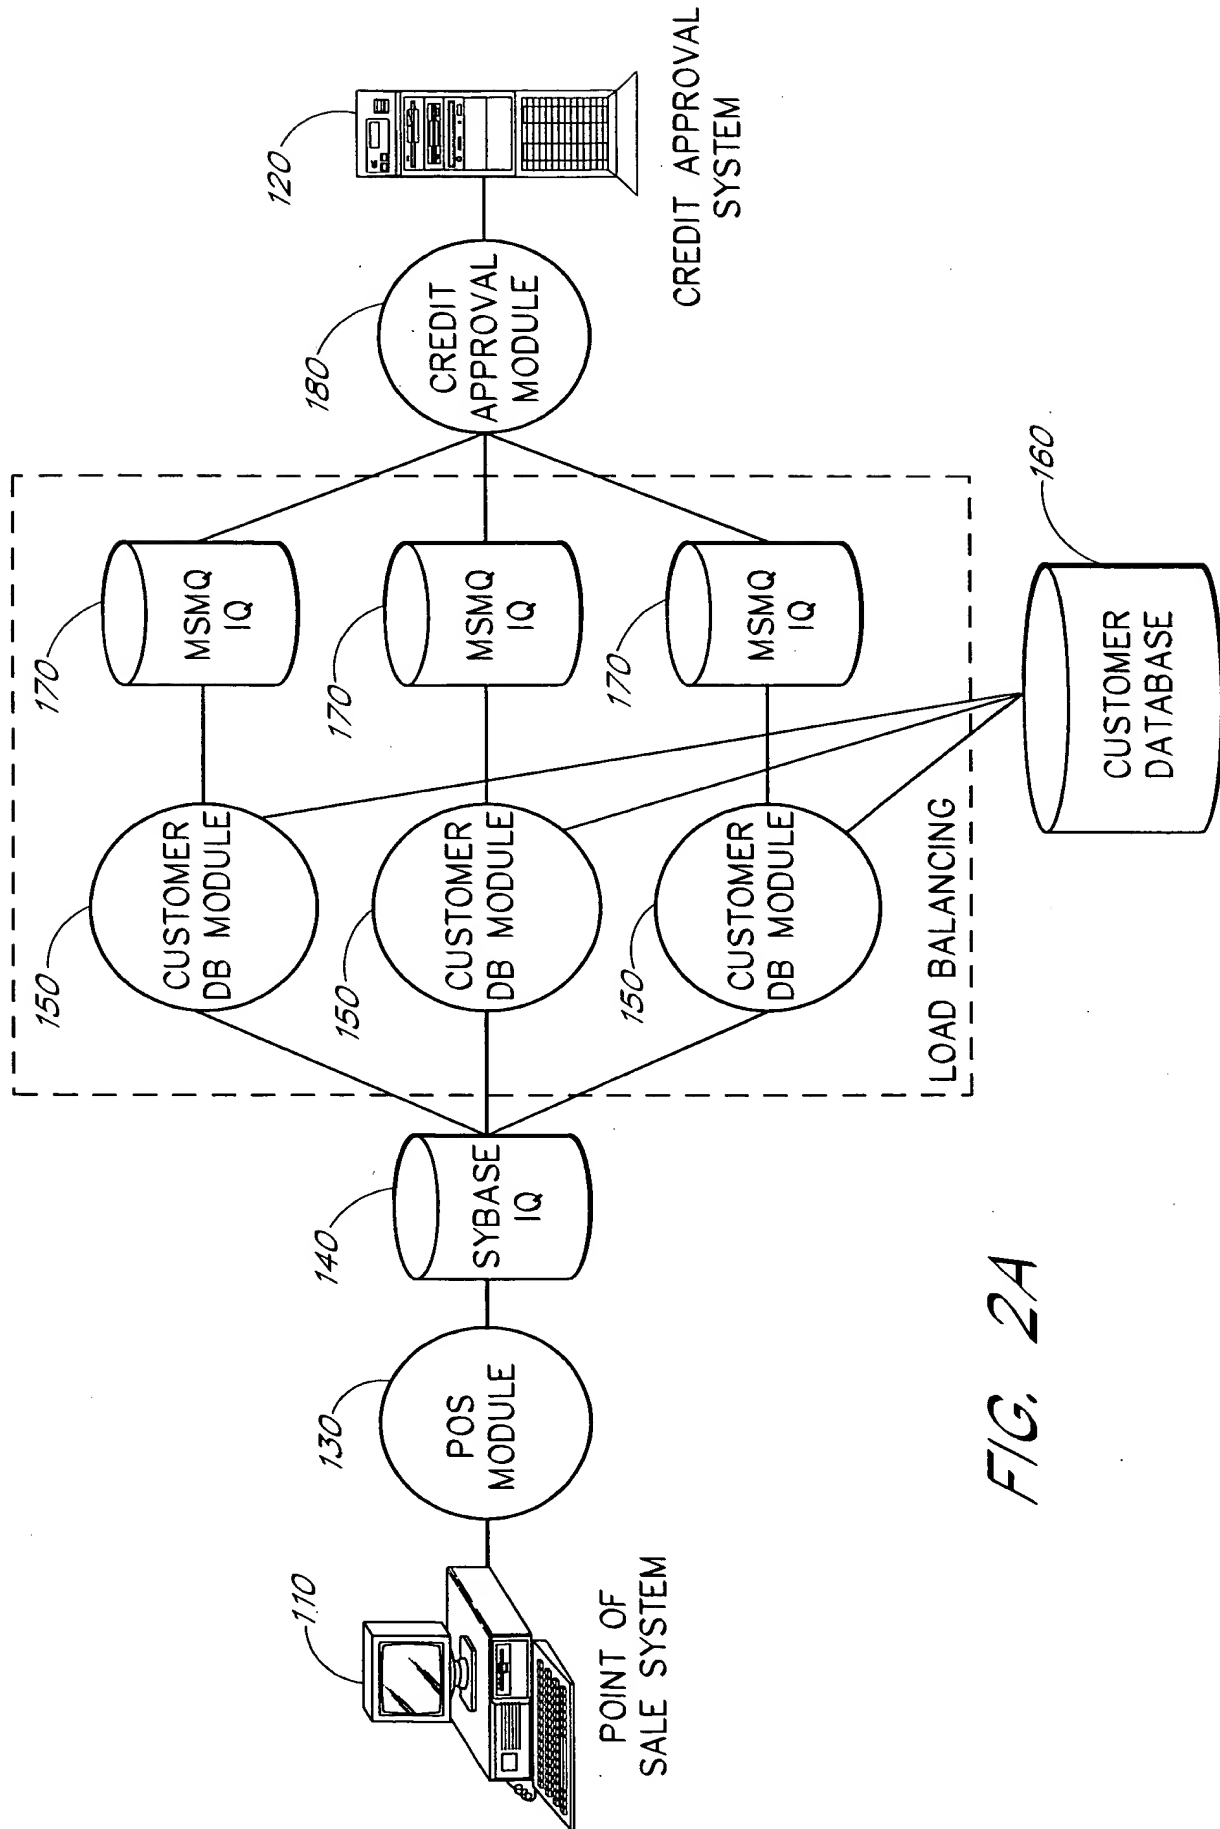 110
POINT OF
SALE SYSTEM
130
POS
MODULE
140
SYBASE
IQ
150
CUSTOMER
DB MODULE
150
CUSTOMER
DB MODULE
150
CUSTOMER
DB MODULE
170
MSMQ
IQ
170
MSMQ
IQ
170
MSMQ
IQ
LOAD BALANCING
160
CUSTOMER
DATABASE
180
CREDIT
APPROVAL
MODULE
120
CREDIT APPROVAL
SYSTEM
FIG. 2A